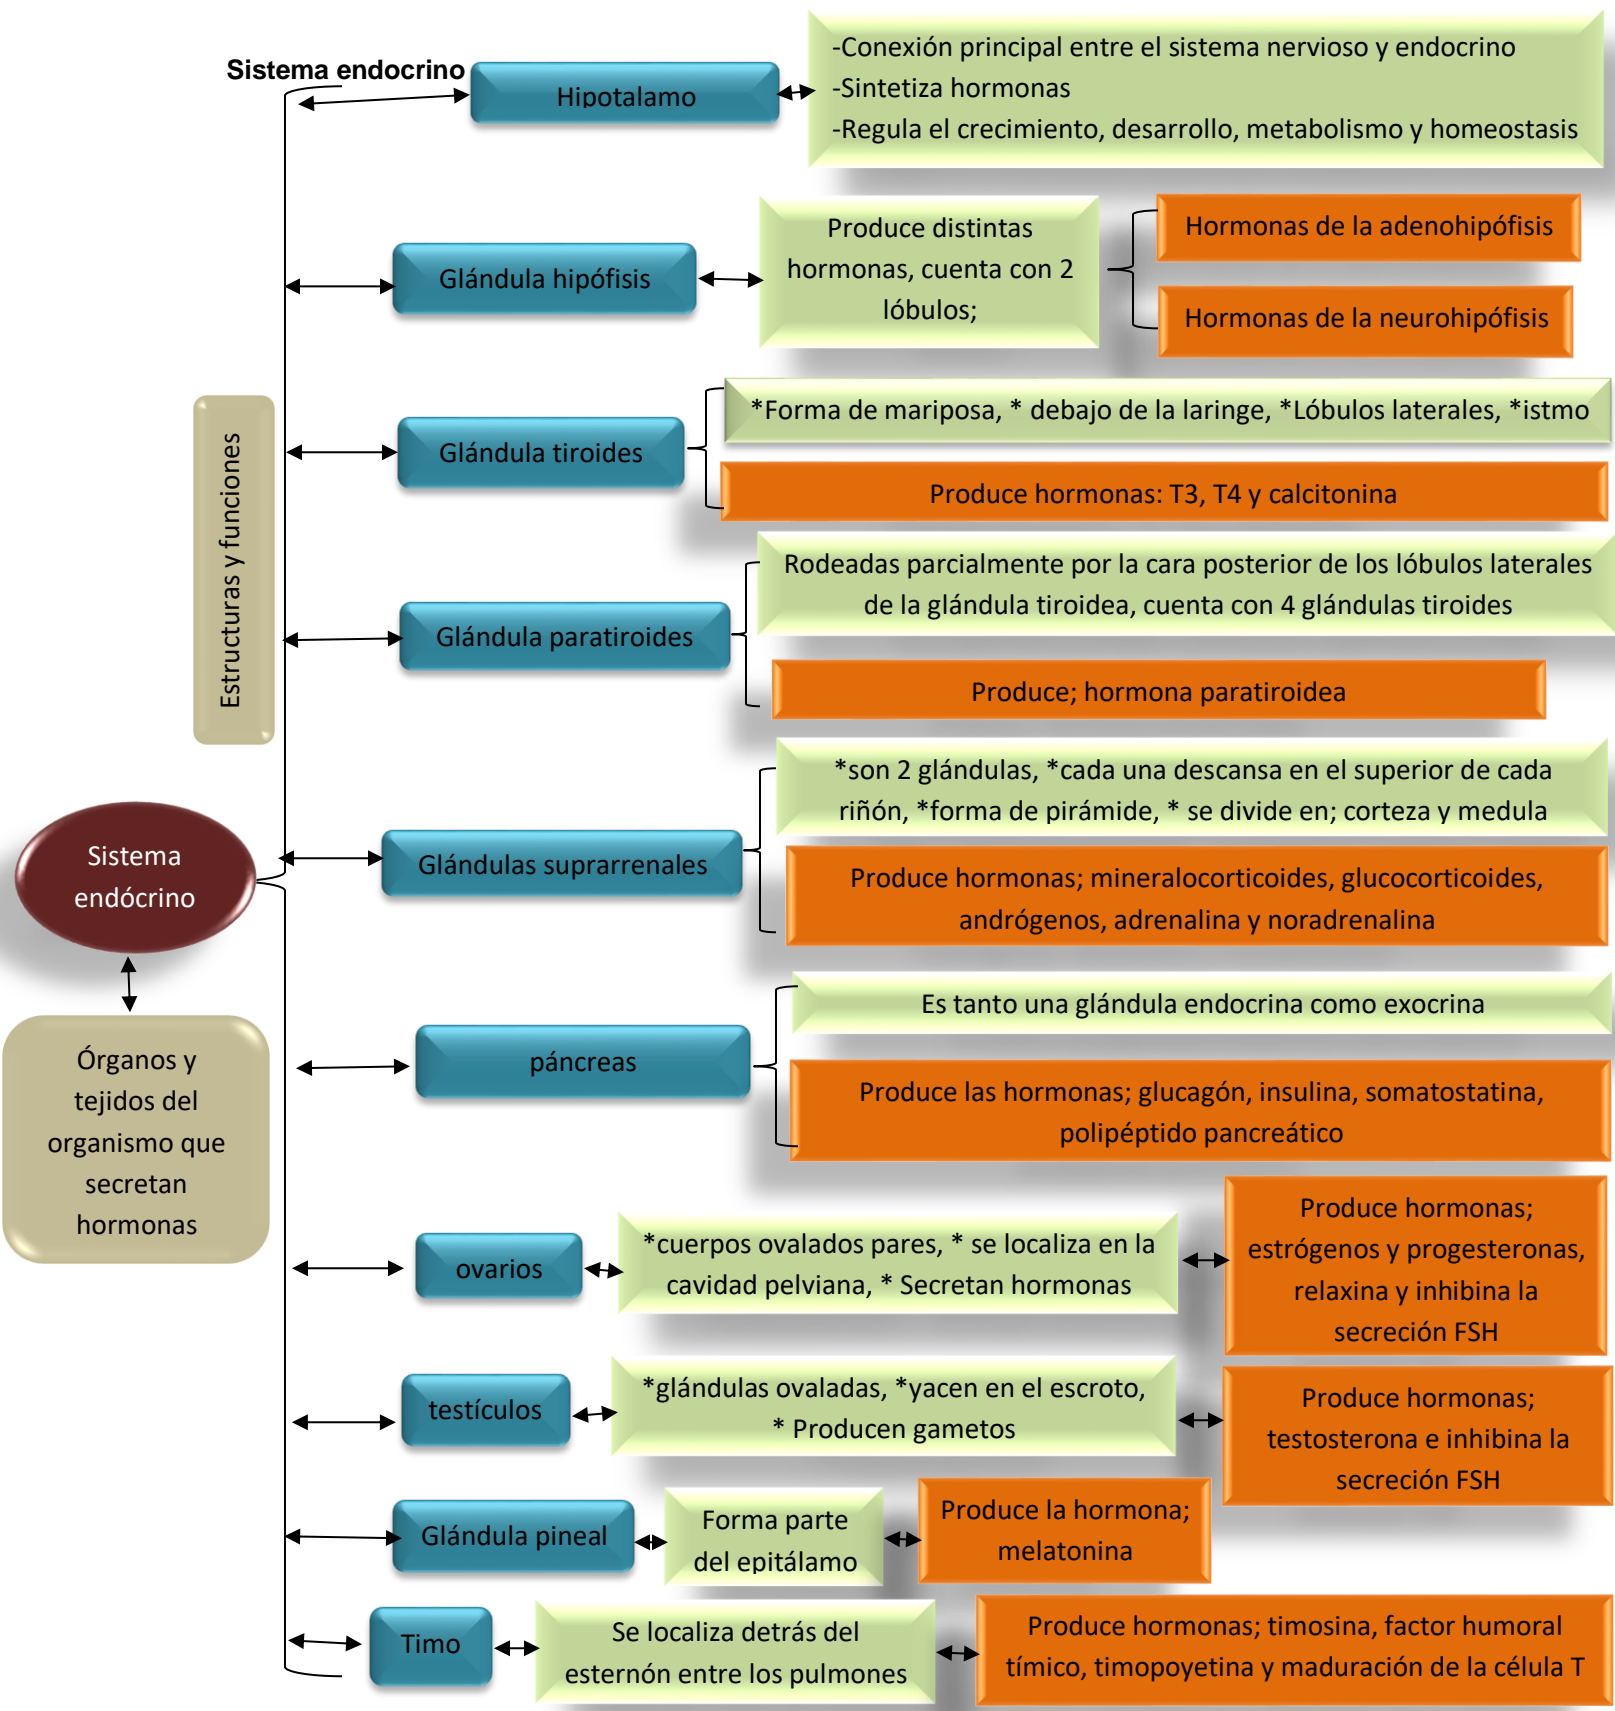 Sistema endocrino
Hipotalamo
-Conexión principal entre el sistema nervioso y endocrino
-Sintetiza hormonas
-Regula el crecimiento, desarrollo, metabolismo y homeostasis
Glándula hipófisis
Produce distintas
hormonas, cuenta con 2
lóbulos;
Hormonas de la adenohipófisis
Hormonas de la neurohipófisis
Estructuras y funciones
Glándula tiroides
*Forma de mariposa, * debajo de la laringe, *Lóbulos laterales, *istmo
Produce hormonas: T3, T4 y calcitonina
Glándula paratiroides
Rodeadas parcialmente por la cara posterior de los lóbulos laterales
de la glándula tiroidea, cuenta con 4 glándulas tiroides
Produce; hormona paratiroidea
Sistema
endócrino
Glándulas suprarrenales
*son 2 glándulas, *cada una descansa en el superior de cada
riñón, *forma de pirámide, * se divide en; corteza y medula
Produce hormonas; mineralocorticoides, glucocorticoides,
andrógenos, adrenalina y noradrenalina
Órganos y
tejidos del
organismo que
secretan
hormonas
páncreas
Es tanto una glándula endocrina como exocrina
Produce las hormonas; glucagón, insulina, somatostatina,
polipéptido pancreático
ovarios
*cuerpos ovalados pares, * se localiza en la
cavidad pelviana, * Secretan hormonas
Produce hormonas;
estrógenos y progesteronas,
relaxina y inhibina la
secreción FSH
testículos
*glándulas ovaladas, *yacen en el escroto,
* Producen gametos
Produce hormonas;
testosterona e inhibina la
secreción FSH
Glándula pineal
Forma parte
del epitálamo
Produce la hormona;
melatonina
Timo
Se localiza detrás del
esternón entre los pulmones
Produce hormonas; timosina, factor humoral
tímico, timopoyetina y maduración de la célula T